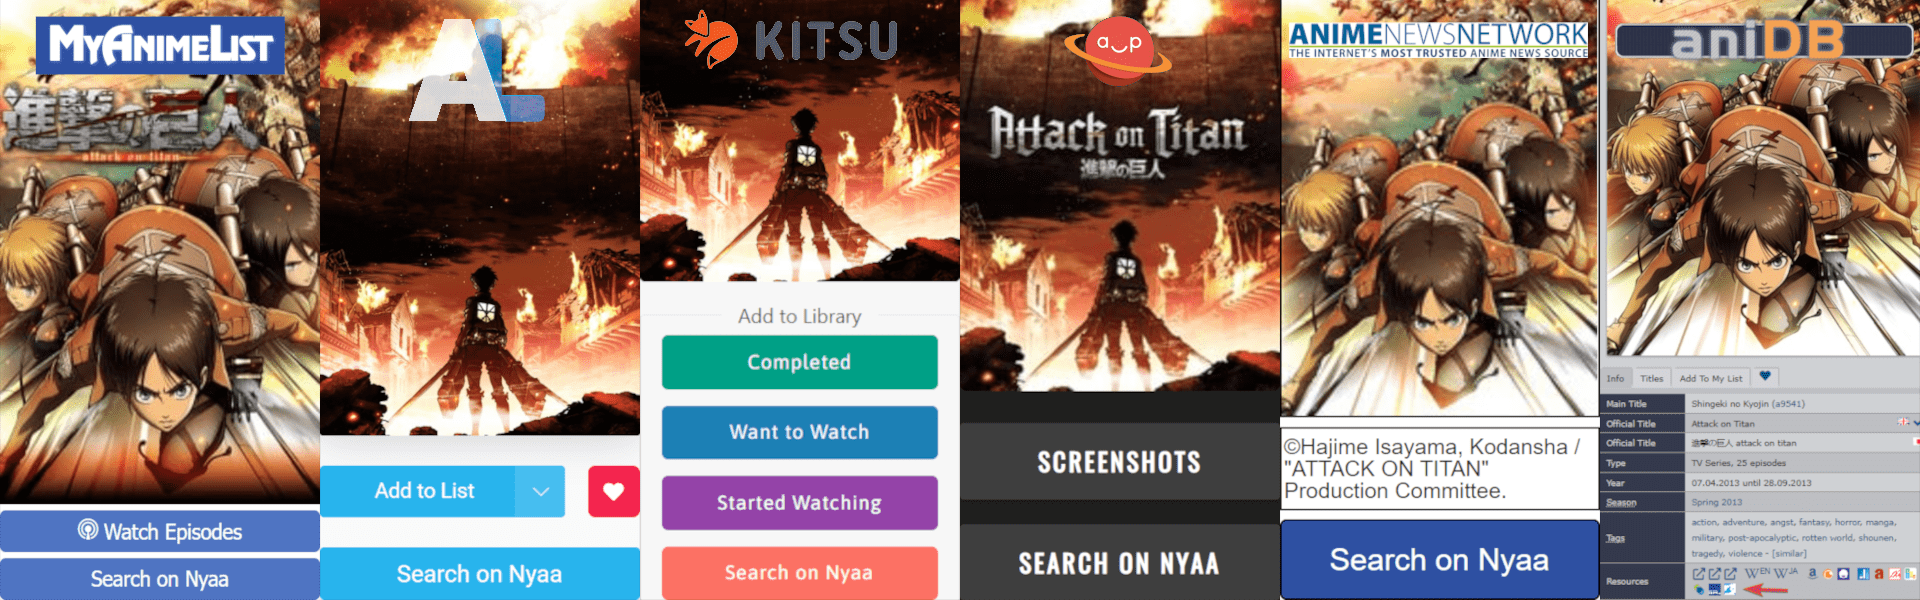 MYANIMELIST
進撃の巨人
attack on titan
Watch Episodes
Search on Nyaa
AL
Add to List
Search on Nyaa
KITSU
Add to Library
Completed
Want to Watch
Started Watching
Search on Nyaa
a p
Attack on Titan
進撃の巨人
SCREENSHOTS
SEARCH ON NYAA
ANIMENEWSNETWORK
THE INTERNET'S MOST TRUSTED ANIME NEWS SOURCE
©Hajime Isayama, Kodansha /
"ATTACK ON TITAN"
Production Committee.
Search on Nyaa
aniDB
Info Titles Add To My List
Main Title Shingeki no Kyojin (a9541)
Official Title Attack on Titan
Official Title 進撃の巨人 attack on titan
Type TV Series, 25 episodes
Year 07.04.2013 until 28.09.2013
Season Spring 2013
Tags action, adventure, angst, fantasy, horror, manga,
military, post-apocalyptic, rotten world, shounen,
tragedy, violence - [similar]
Resources W EN W JA a